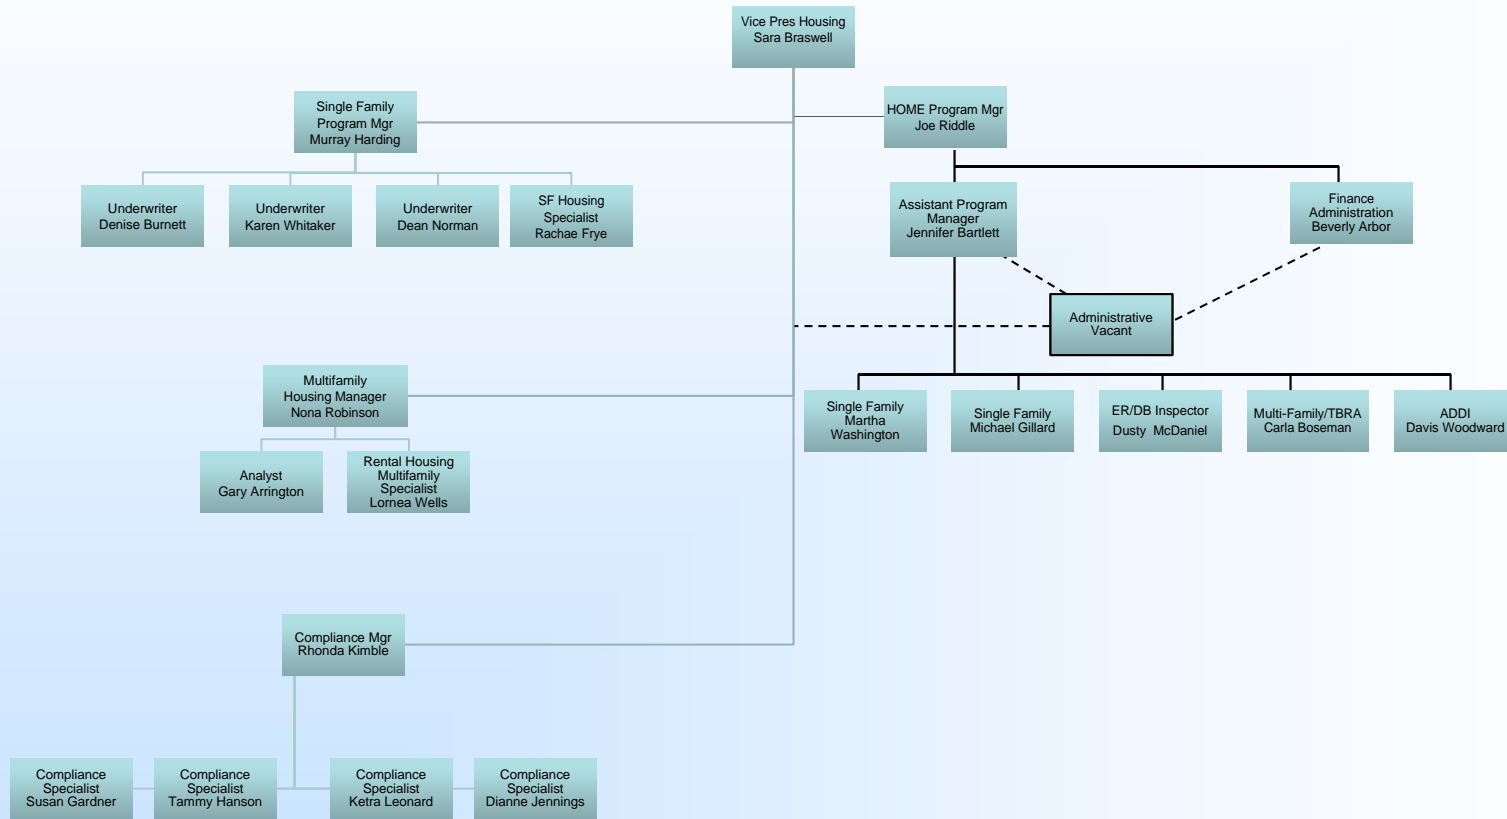 Vice Pres Housing
Sara Braswell
Single Family
Program Mgr
Murray Harding
HOME Program Mgr
Joe Riddle
Underwriter
Denise Burnett
Underwriter
Karen Whitaker
Underwriter
Dean Norman
SF Housing
Specialist
Rachae Frye
Assistant Program
Manager
Jennifer Bartlett
Finance
Administration
Beverly Arbor
Administrative
Vacant
Multifamily
Housing Manager
Nona Robinson
Single Family
Martha
Washington
Single Family
Michael Gillard
ER/DB Inspector
Dusty McDaniel
Multi-Family/TBRA
Carla Boseman
ADDI
Davis Woodward
Analyst
Gary Arrington
Rental Housing
Multifamily
Specialist
Lornea Wells
Compliance Mgr
Rhonda Kimble
Compliance
Specialist
Susan Gardner
Compliance
Specialist
Tammy Hanson
Compliance
Specialist
Ketra Leonard
Compliance
Specialist
Dianne Jennings